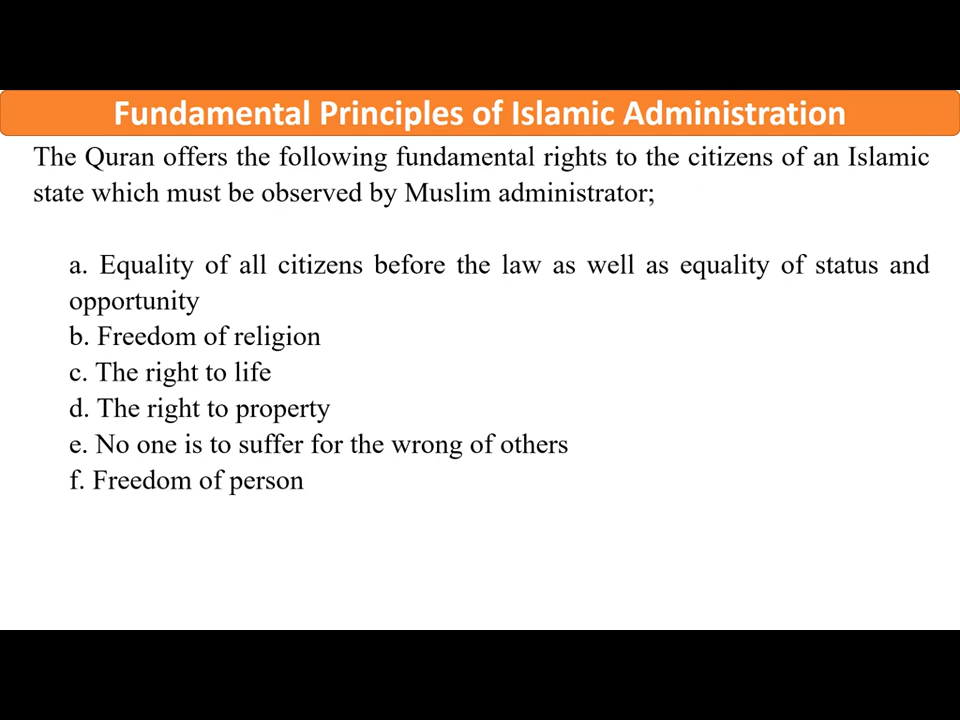 Fundamental Principles of Islamic Administration
The Quran offers the following fundamental rights to the citizens of an Islamic
state which must be observed by Muslim administrator;
a. Equality of all citizens before the law as well as equality of status and
opportunity
b. Freedom of religion
c. The right to life
d. The right to property
e. No one is to suffer for the wrong of others
f. Freedom of person